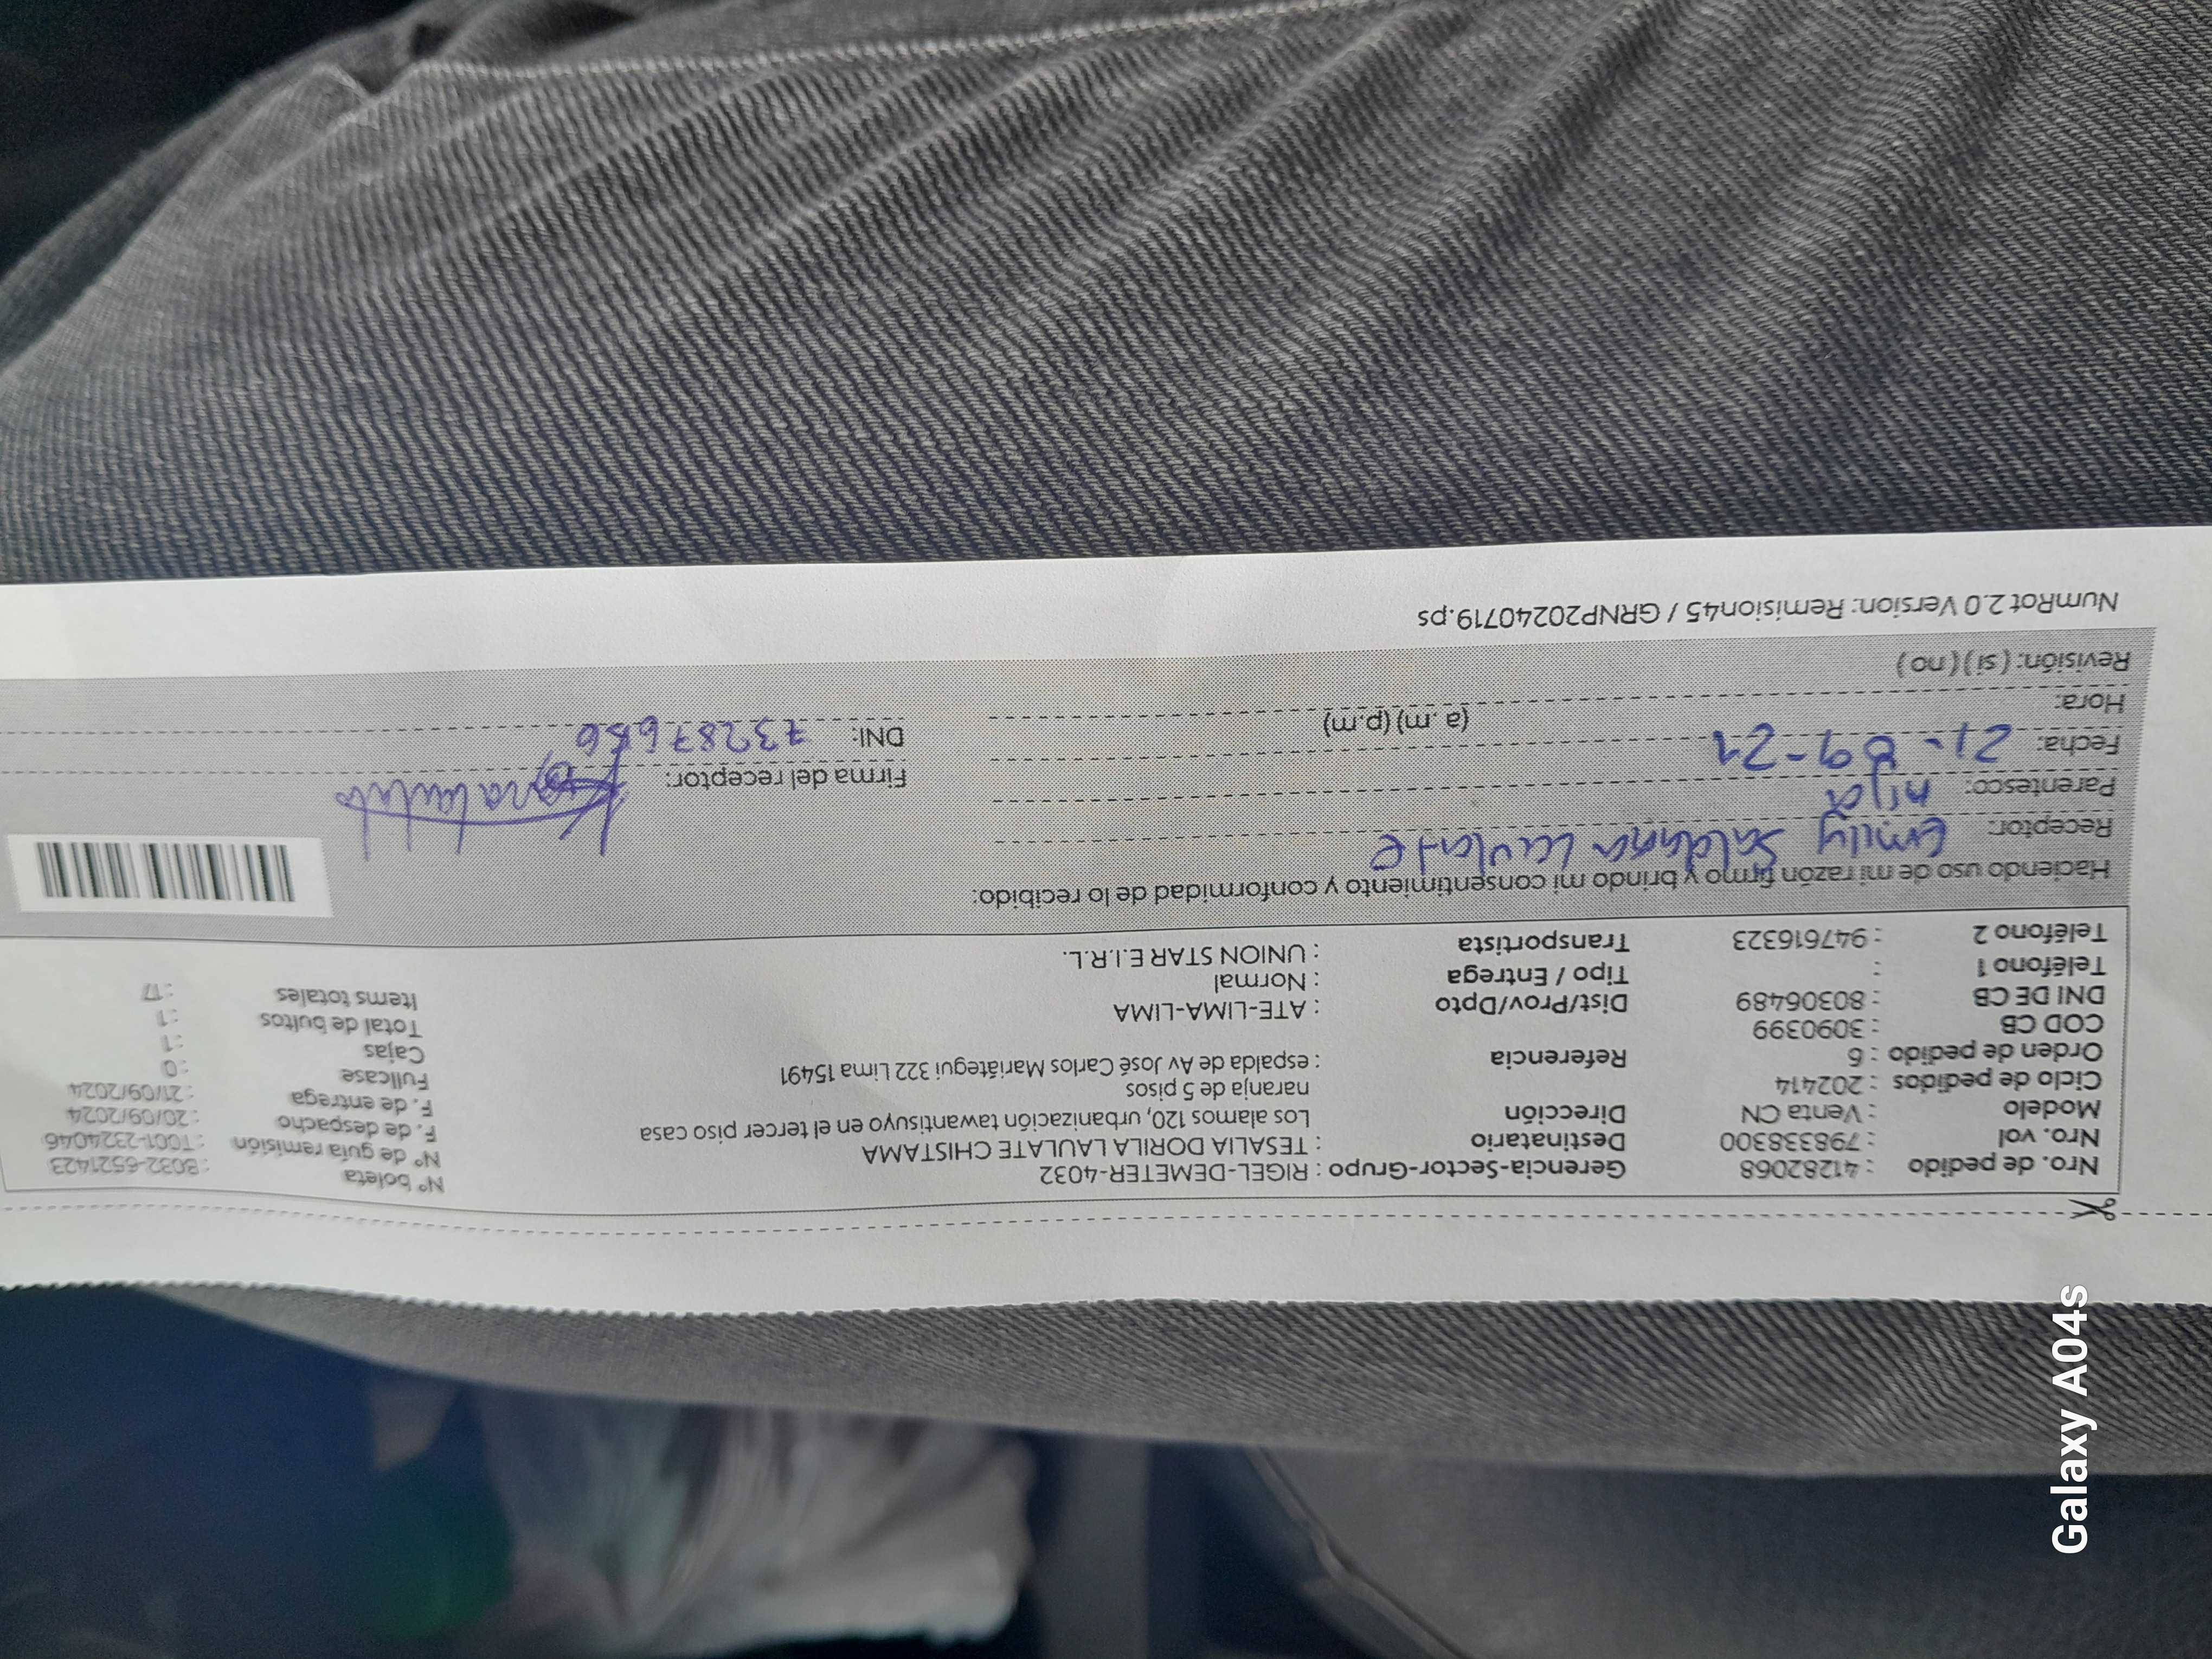 Nro. de pedido : 41282068 Gerencia-Sector-Grupo : RIGEL-DEMETER-4032 N° boleta : B032-6521423
Nro. vol : 798338300 Destinatario : TESALIA DORILA LAULATE CHISTAMA N° de guía remisión : T001-2324046
Modelo : Venta CN Dirección Los alamos 120, urbanización tawantisuyo en el tercer piso casa F. de despacho : 20/09/2024
Ciclo de pedidos : 202414 naranja de 5 pisos F. de entrega : 21/09/2024
Orden de pedido : 6 Referencia : espalda de Av José Carlos Mariátegui 322 Lima 15491 Fullcase : 0
COD CB : 3090399 Cajas : 1
DNI DE CB : 80306489 Dist/Prov/Dpto : ATE-LIMA-LIMA Total de bultos : 1
Teléfono 1 : Tipo / Entrega : Normal Items totales : 17
Teléfono 2 : 947616323 Transportista : UNION STAR E.I.R.L.
Haciendo uso de mi razón firmo y brindo mi consentimiento y conformidad de lo recibido:
Receptor: Emily Saldaña Laulate
Parentesco: hija Firma del receptor:
Fecha: 21-09-21 DNI:
Hora: (a .m) (p.m)
Revisión: ( si ) ( no )
NumRot 2.0 Version: Remision45 / GRNP20240719.ps
Galaxy A04s